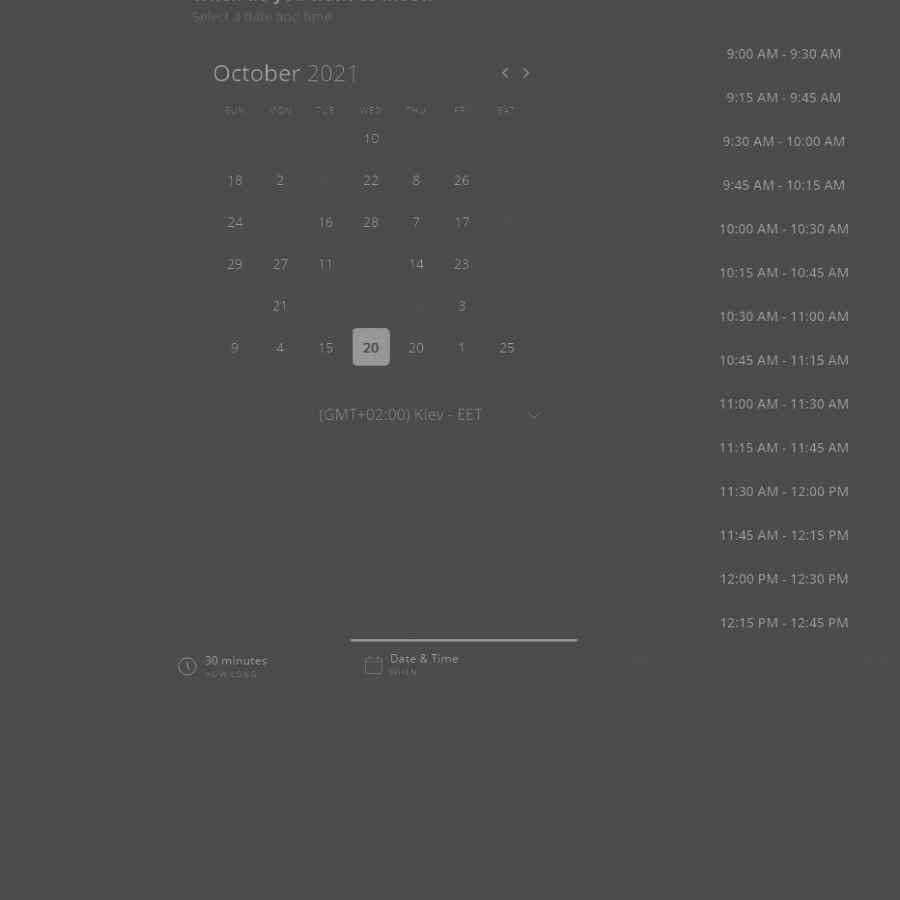 Select a date and time
October 2021
SUN MON TUE WED THU FRI SAT
10
18 2 22 8 26
24 16 28 7 17
29 27 11 14 23
21 3
9 4 15 20 20 1 25
(GMT+02:00) Kiev - EET
9:00 AM - 9:30 AM
9:15 AM - 9:45 AM
9:30 AM - 10:00 AM
9:45 AM - 10:15 AM
10:00 AM - 10:30 AM
10:15 AM - 10:45 AM
10:30 AM - 11:00 AM
10:45 AM - 11:15 AM
11:00 AM - 11:30 AM
11:15 AM - 11:45 AM
11:30 AM - 12:00 PM
11:45 AM - 12:15 PM
12:00 PM - 12:30 PM
12:15 PM - 12:45 PM
30 minutes
HOW LONG
Date & Time
WHEN